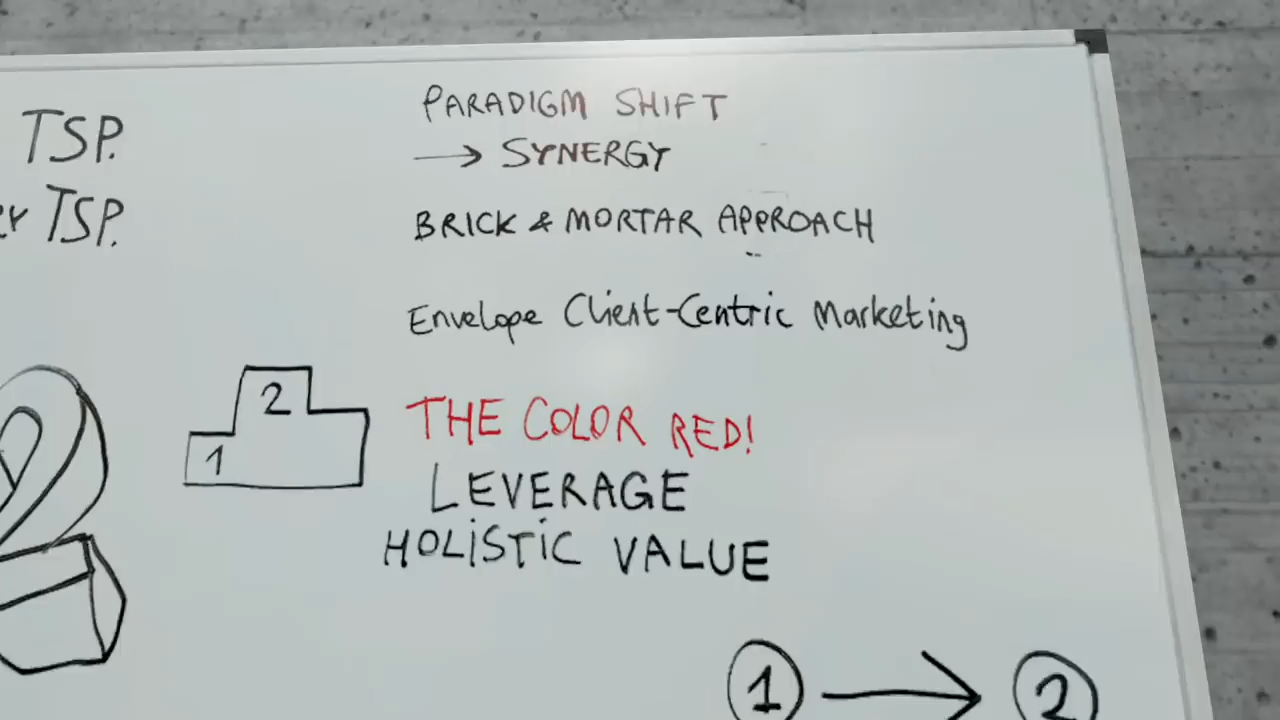 TSP.
TSP.
PARADIGM SHIFT
→ SYNERGY
BRICK & MORTAR APPROACH
Envelope Client-Centric Marketing
2
1
THE COLOR RED!
LEVERAGE
HOLiSTiC VALUE
1 → 2